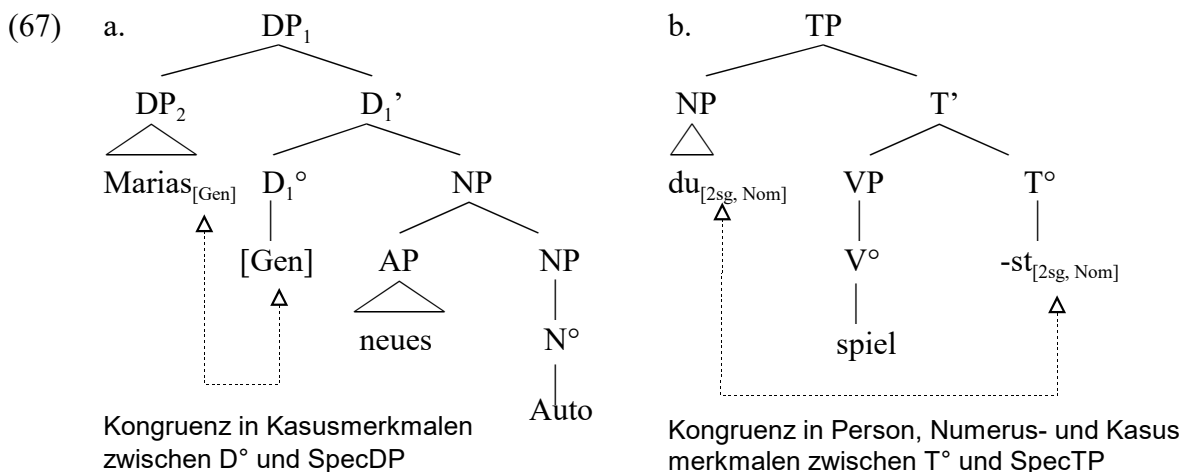 (67) a. DP₁ b. TP
DP₂ D₁’ NP T’
Marias[Gen] D₁° NP du[2sg, Nom] VP T°
[Gen] AP NP V° -st[2sg, Nom]
neues N° spiel
Auto
Kongruenz in Kasusmerkmalen
zwischen D° und SpecDP
Kongruenz in Person, Numerus- und Kasus
merkmalen zwischen T° und SpecTP